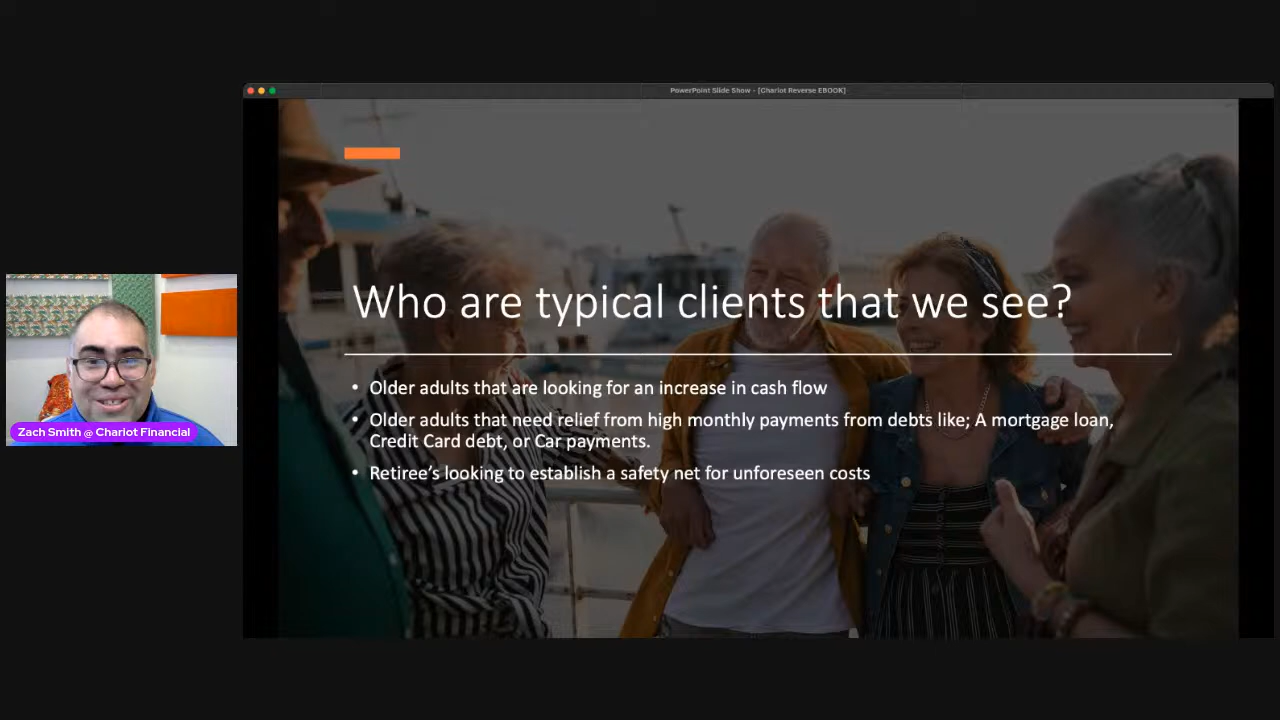 PowerPoint Slide Show - [Chariot Reverse EBOOK]
Who are typical clients that we see?
• Older adults that are looking for an increase in cash flow
• Older adults that need relief from high monthly payments from debts like; A mortgage loan,
Credit Card debt, or Car payments.
• Retiree’s looking to establish a safety net for unforeseen costs
Zach Smith @ Chariot Financial